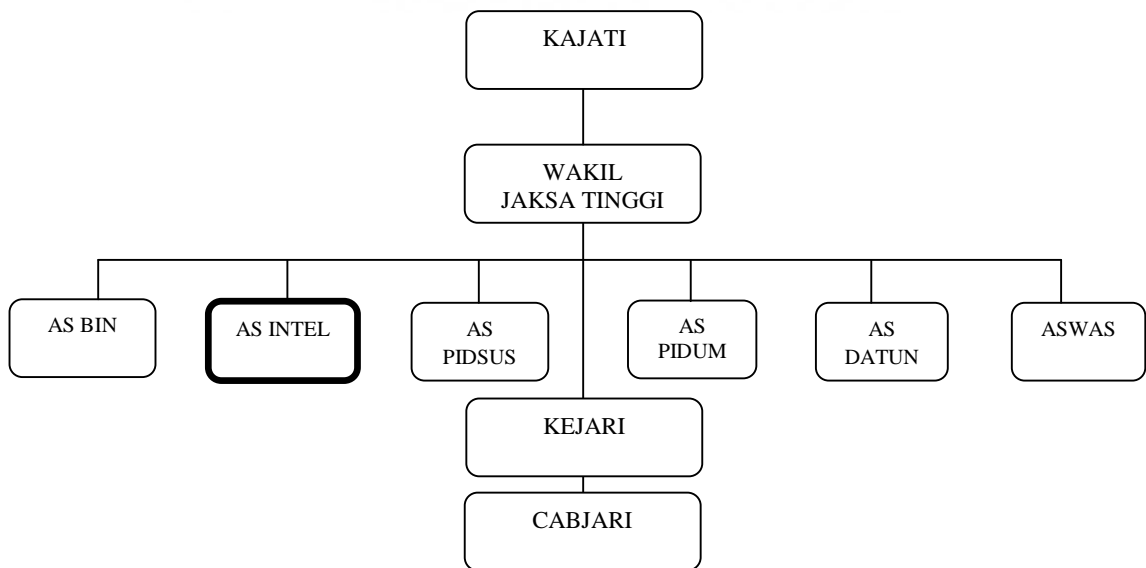 KAJATI
WAKIL
JAKSA TINGGI
AS BIN
AS INTEL
AS
PIDSUS
AS
PIDUM
AS
DATUN
ASWAS
KEJARI
CABJARI